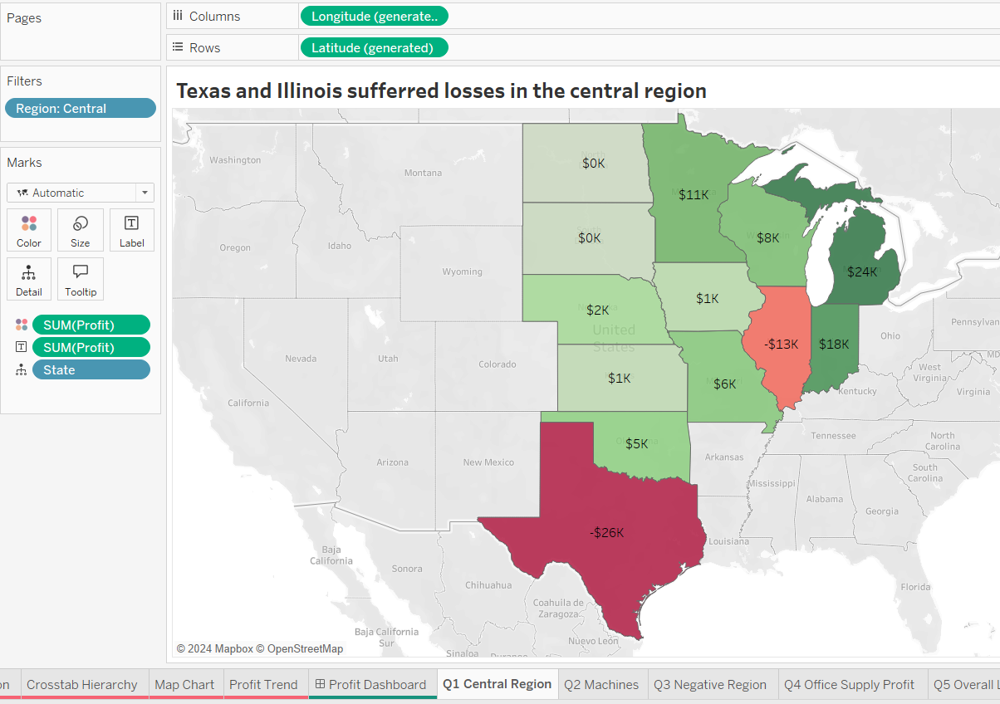 Pages
Columns
Longitude (generate..
Rows
Latitude (generated)
Filters
Region: Central
Marks
Automatic
Color
Size
Label
Detail
Tooltip
SUM(Profit)
SUM(Profit)
State
Texas and Illinois sufferred losses in the central region
Washington
Montana
$0K
$11K
Oregon
Idaho
$0K
$8K
Wyoming
$24K
$2K
$1K
United
States
Nevada
Utah
Colorado
-$13K
$18K
Ohio
Pennsylvan
MD
$1K
$6K
West
Virginia
Virginia
Kentucky
California
Arizona
New Mexico
$5K
Arkansas
Tennessee
North
Carolina
South
Carolina
Mississippi
Alabama
Georgia
-$26K
Louisiana
Baja
California
Sonora
Chihuahua
Coahuila de
Zaragoza
Florida
Baja California
Sur
Nuevo León
Sinaloa
Durango
© 2024 Mapbox © OpenStreetMap
on
Crosstab Hierarchy
Map Chart
Profit Trend
Profit Dashboard
Q1 Central Region
Q2 Machines
Q3 Negative Region
Q4 Office Supply Profit
Q5 Overall L